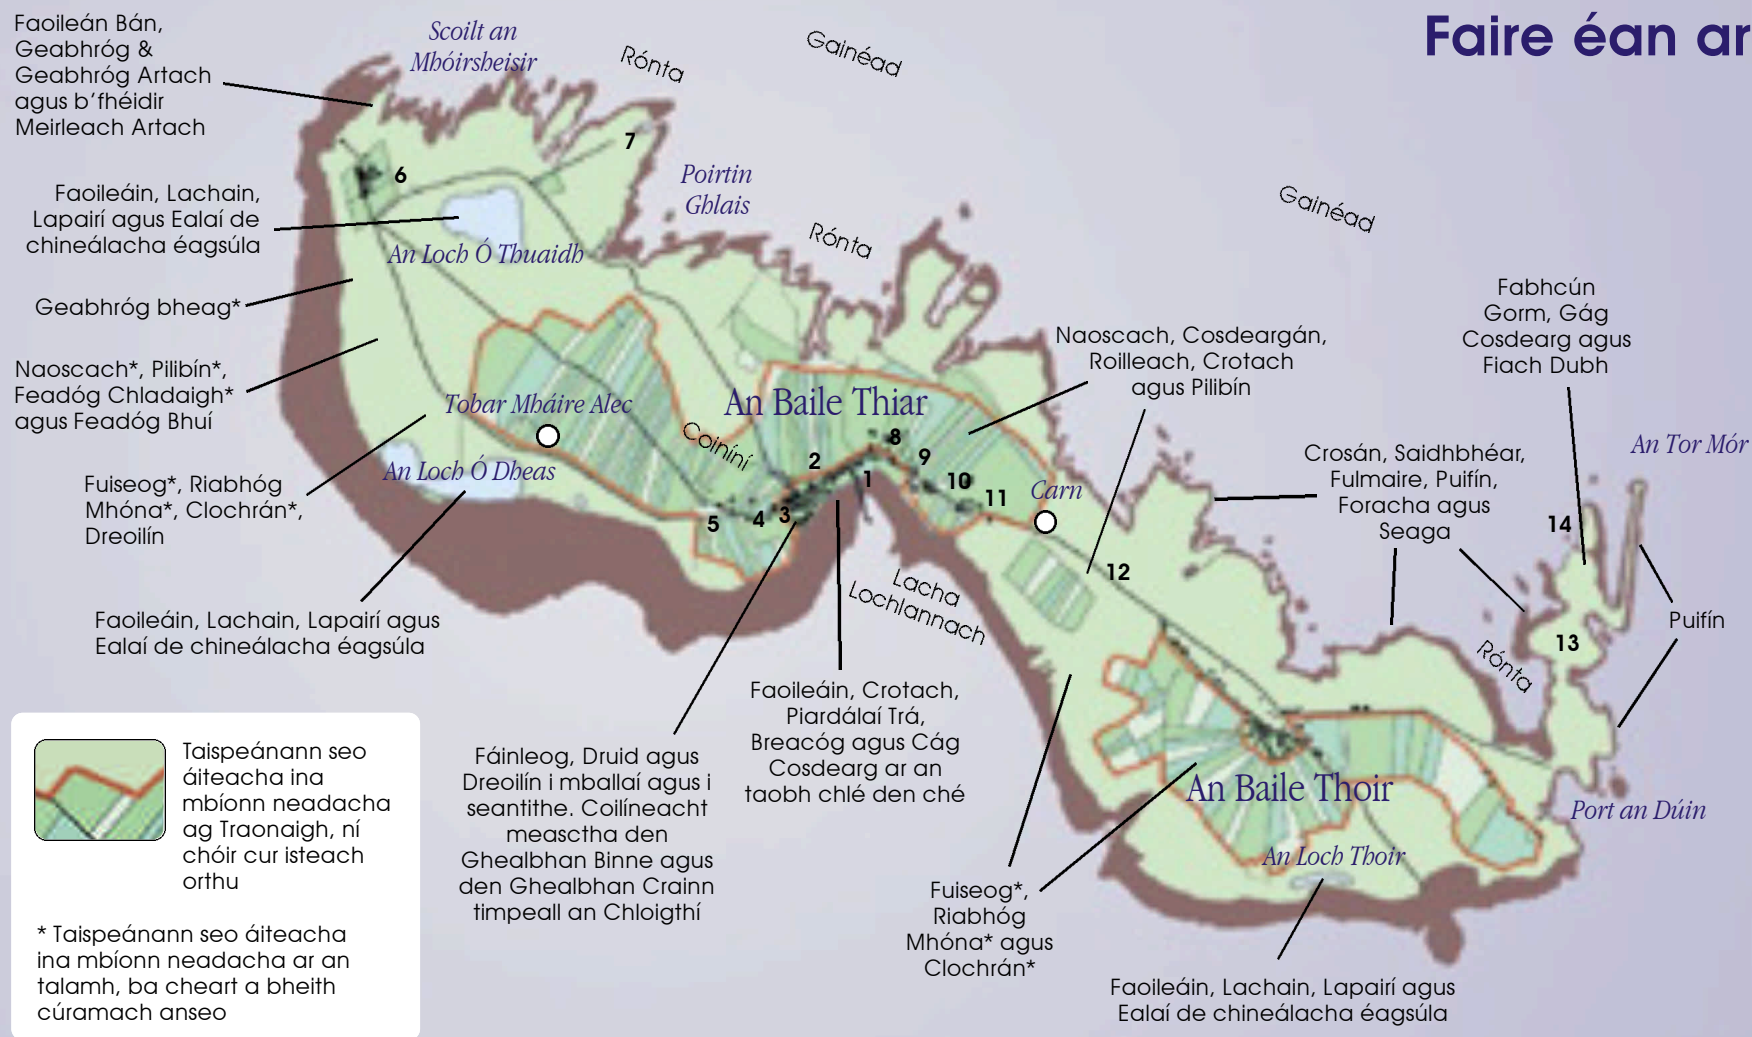 Faire éan ar
Faoileán Bán,
Geabhróg &
Geabhróg Artach
agus b'fhéidir
Meirleach Artach
Scoilt an
Mhóirsheisir
Rónta
Gainéad
7
6
Poirtin
Ghlais
Faoileáin, Lachain,
Lapairí agus Ealaí de
chineálacha éagsúla
An Loch Ó Thuaidh
Rónta
Gainéad
Geabhróg bheag*
Naoscach*, Pilibín*,
Feadóg Chladaigh*
agus Feadóg Bhuí
Tobar Mháire Alec
An Baile Thiar
Coiníní
Naoscach, Cosdeargán,
Roilleach, Crotach
agus Pilibín
Fabhcún
Gorm, Gág
Cosdearg agus
Fiach Dubh
Fuiseog*, Riabhóg
Mhóna*, Clochrán*,
Dreoilín
An Loch Ó Dheas
2
8
9
1
10
11
5
4
3
Carn
Crosán, Saidhbhéar,
Fulmaire, Puifín,
Foracha agus
Seaga
An Tor Mór
14
12
13
Lacha
Lochlannach
Puifín
Rónta
Faoileáin, Lachain, Lapairí agus
Ealaí de chineálacha éagsúla
Faoileáin, Crotach,
Piardálaí Trá,
Breacóg agus Cág
Cosdearg ar an
taobh chlé den ché
Fáinleog, Druid agus
Dreoilín i mballaí agus i
seantithe. Coilíneacht
measctha den
Ghealbhan Binne agus
den Ghealbhan Crainn
timpeall an Chloigthí
An Baile Thoir
Port an Dúin
An Loch Thoir
Fuiseog*,
Riabhóg
Mhóna* agus
Clochrán*
Faoileáin, Lachain, Lapairí agus
Ealaí de chineálacha éagsúla
Taispeánann seo
áiteacha ina
mbíonn neadacha
ag Traonaigh, ní
chóir cur isteach
orthu
* Taispeánann seo áiteacha
ina mbíonn neadacha ar an
talamh, ba cheart a bheith
cúramach anseo